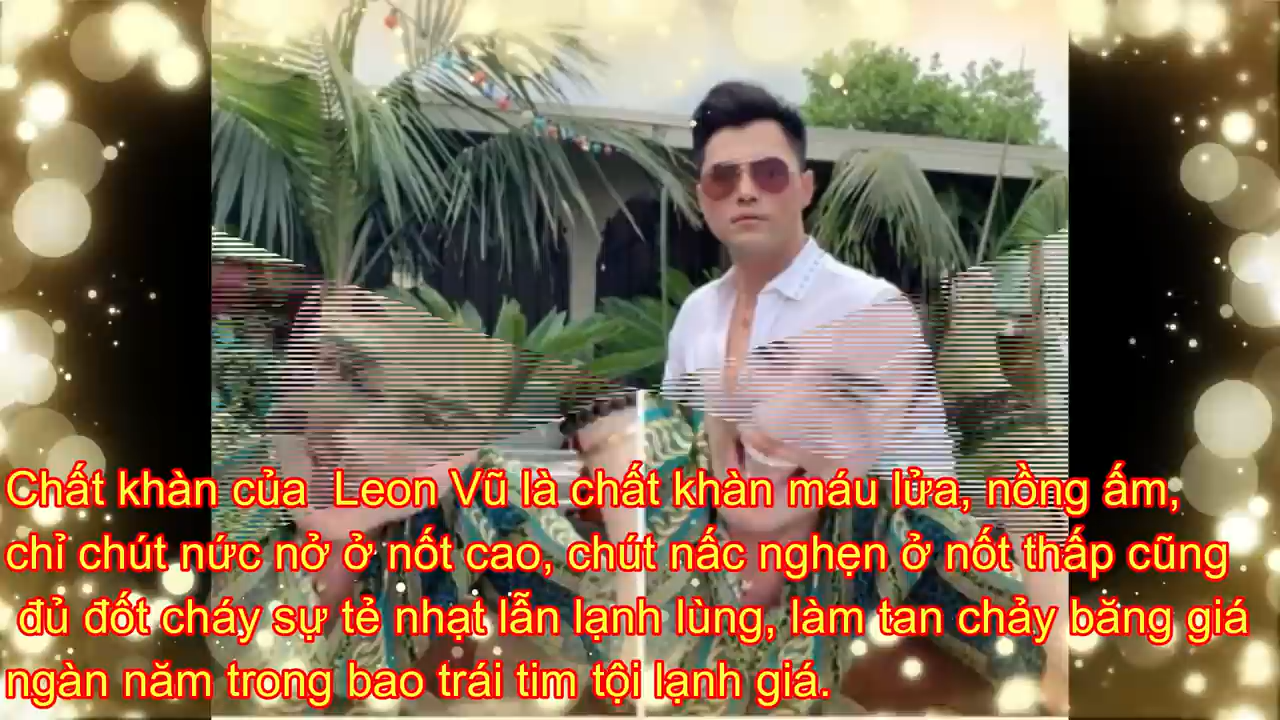 Chất khàn của  Leon Vũ là chất khàn máu lửa, nồng ấm,
chỉ chút nức nở ở nốt cao, chút nấc nghẹn ở nốt thấp cũng
đủ đốt cháy sự tẻ nhạt lẫn lạnh lùng, làm tan chảy băng giá
ngàn năm trong bao trái tim tội lạnh giá.